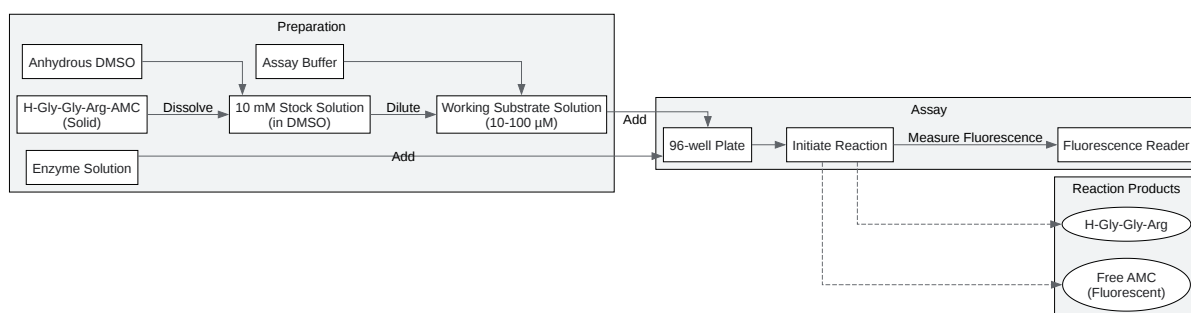 Preparation
Anhydrous DMSO
Assay Buffer
H-Gly-Gly-Arg-AMC
(Solid)
Dissolve
10 mM Stock Solution
(in DMSO)
Dilute
Working Substrate Solution
(10-100 µM)
Add
Enzyme Solution
Add
Assay
96-well Plate
Initiate Reaction
Measure Fluorescence
Fluorescence Reader
Reaction Products
H-Gly-Gly-Arg
Free AMC
(Fluorescent)